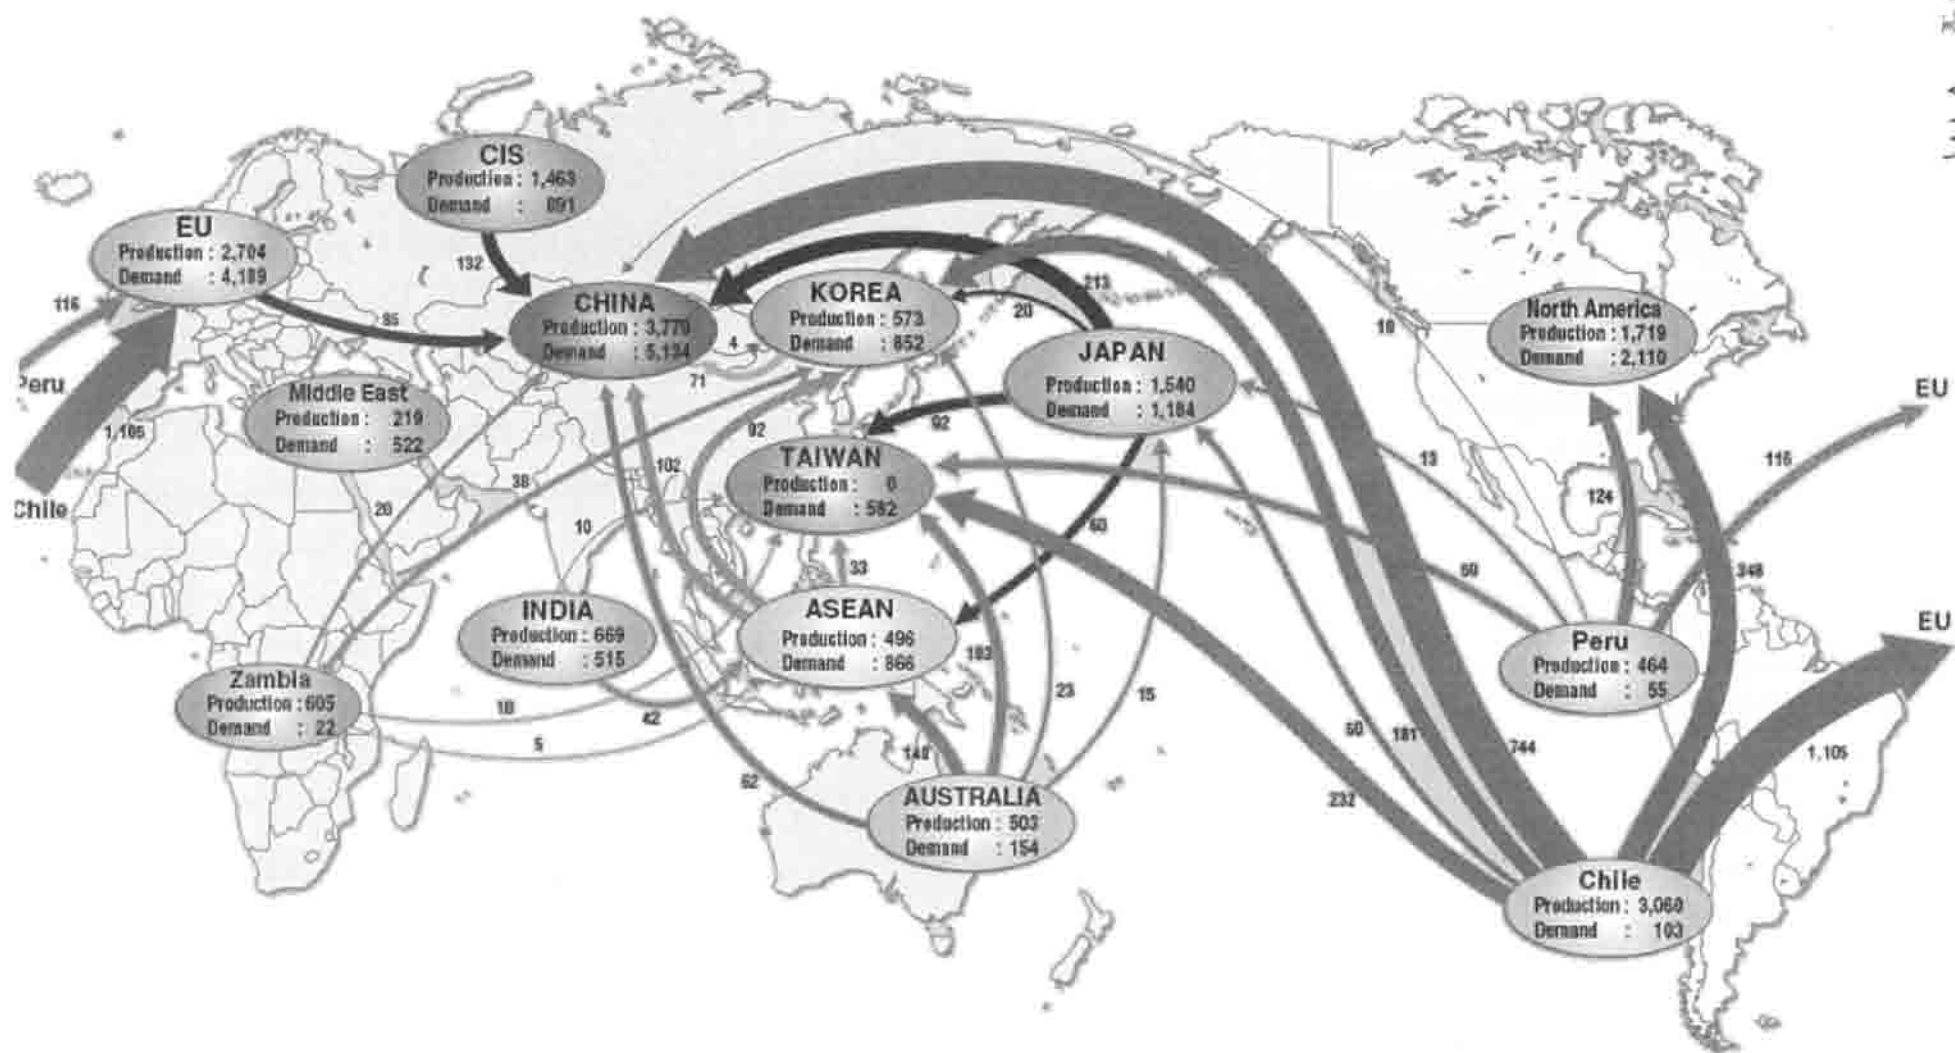 CIS
Production : 1,463
Demand : 891
EU
Production : 2,704
Demand : 4,189
116
132
CHINA
Production : 3,770
Demand : 5,134
85
KOREA
Production : 573
Demand : 852
213
20
4
71
JAPAN
Production : 1,540
Demand : 1,184
North America
Production : 1,719
Demand : 2,110
Peru
1,105
Chile
Middle East
Production : 219
Demand : 522
EU
92
92
TAIWAN
Production : 0
Demand : 582
13
116
124
102
38
20
10
60
33
60
348
INDIA
Production : 669
Demand : 515
ASEAN
Production : 496
Demand : 866
EU
Peru
Production : 464
Demand : 55
Zambia
Production : 605
Demand : 22
42
5
23
15
62
50
181
744
1,105
232
AUSTRALIA
Production : 503
Demand : 154
Chile
Production : 3,060
Demand : 103